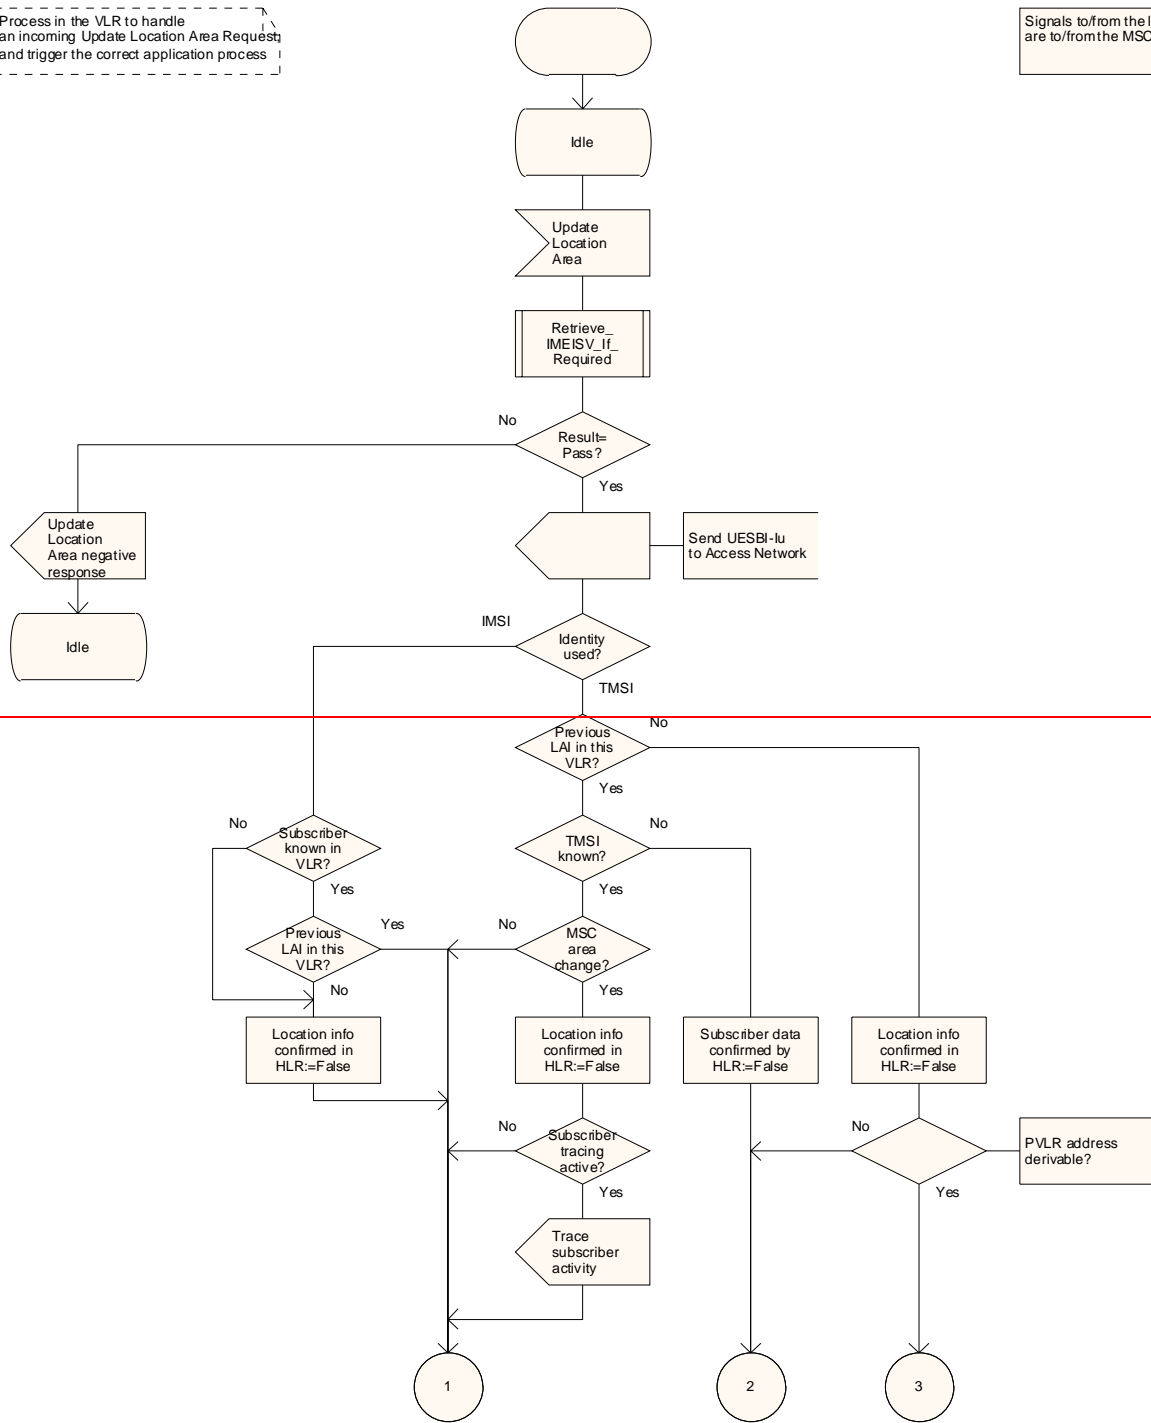 Process in the VLR to handle
an incoming Update Location Area Request
and trigger the correct application process
Signals to/from the
are to/from the MSC
Idle
Update
Location
Area
Retrieve_
IMEISV_If_
Required
No
Result=
Pass?
Yes
Update
Location
Area negative
response
Send UESBI-Iu
to Access Network
Idle
IMSI
Identity
used?
TMSI
No
Previous
LAI in this
VLR?
Yes
No
Subscriber
known in
VLR?
Yes
TMSI
known?
No
Yes
Previous
LAI in this
VLR?
Yes
No
No
MSC
area
change?
Yes
Location info
confirmed in
HLR:=False
Location info
confirmed in
HLR:=False
Subscriber data
confirmed by
HLR:=False
Location info
confirmed in
HLR:=False
No
Subscriber
tracing
active?
Yes
No
Yes
PVLR address
derivable?
Trace
subscriber
activity
1
2
3